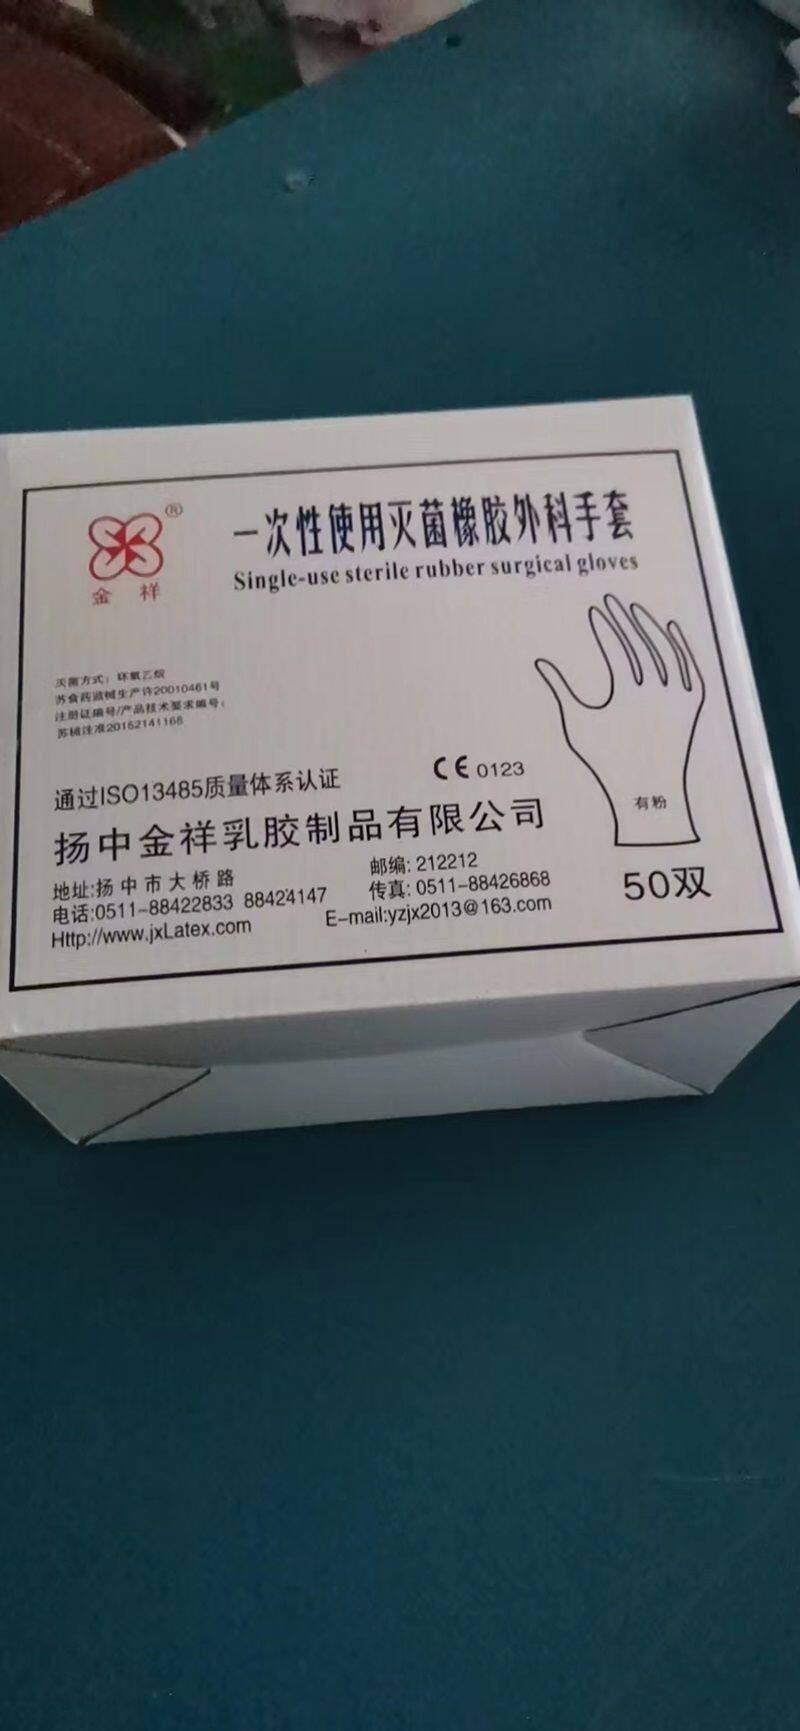 ®
金祥
一次性使用灭菌橡胶外科手套
Single-use sterile rubber surgical gloves
灭菌方式：环氧乙烷
苏食药监械生产许20010461号
注册证编号/产品技术要求编号：
苏械注准20152141168
有粉
50双
通过ISO13485质量体系认证
CE 0123
扬中金祥乳胶制品有限公司
地址:扬中市大桥路
邮编: 212212
电话:0511-88422833 88424147
传真: 0511-88426868
Http://www.jxLatex.com
E-mail:yzjx2013@163.com